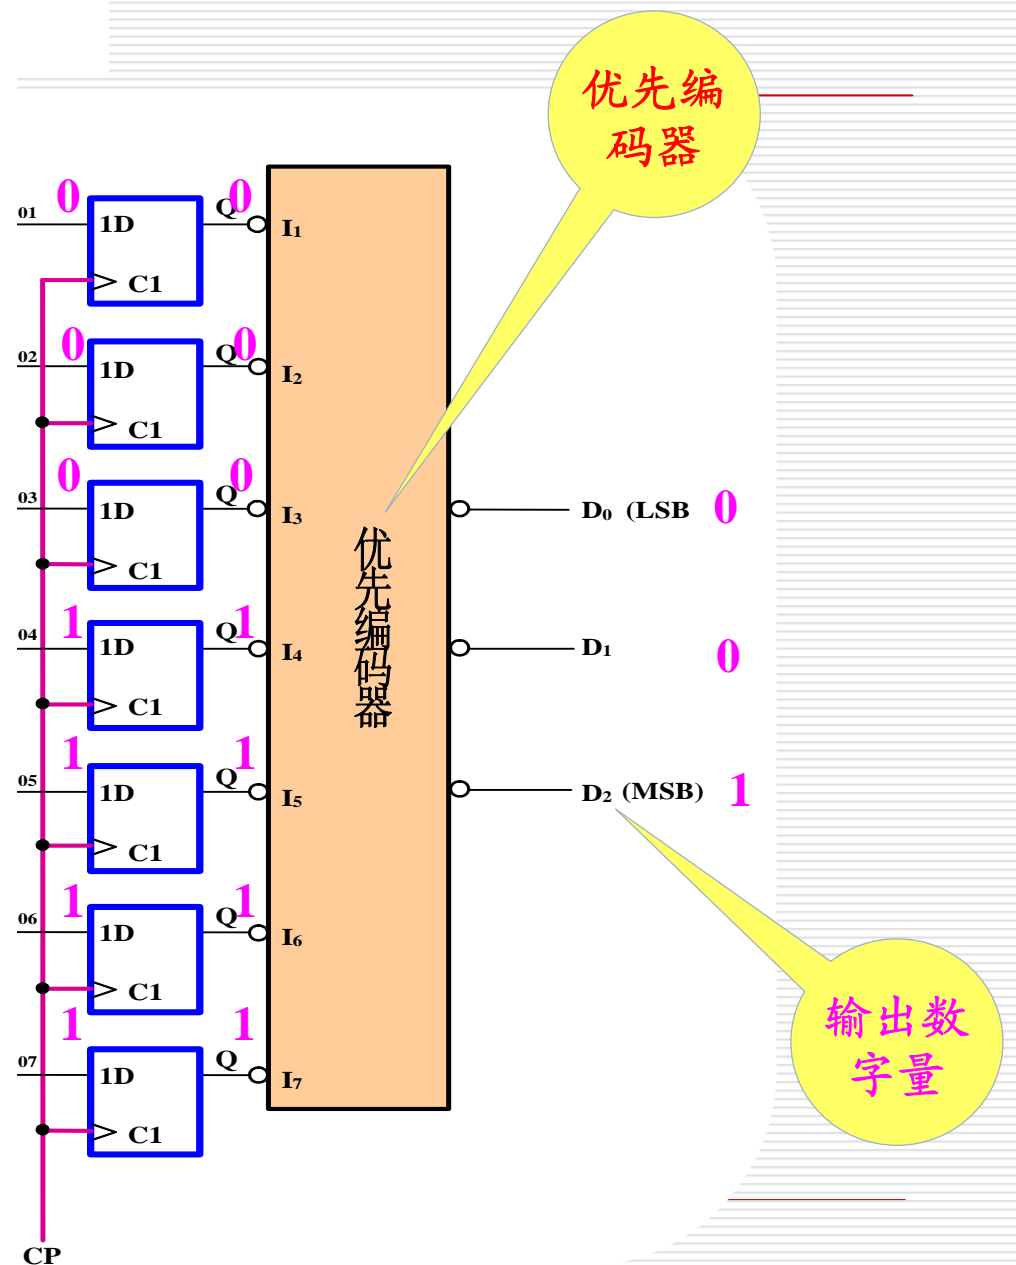 优先编
码器
0 0
01 1D Q I₁
C1
0 0
02 1D Q I₂
C1
0 0
03 1D Q I₃
C1
D₀ (LSB 0
优先编码器
1 1
04 1D Q I₄
C1
D₁ 0
1 1
05 1D Q I₅
C1
D₂ (MSB) 1
1 1
06 1D Q I₆
C1
输出数
字量
1 1
07 1D Q I₇
C1
CP